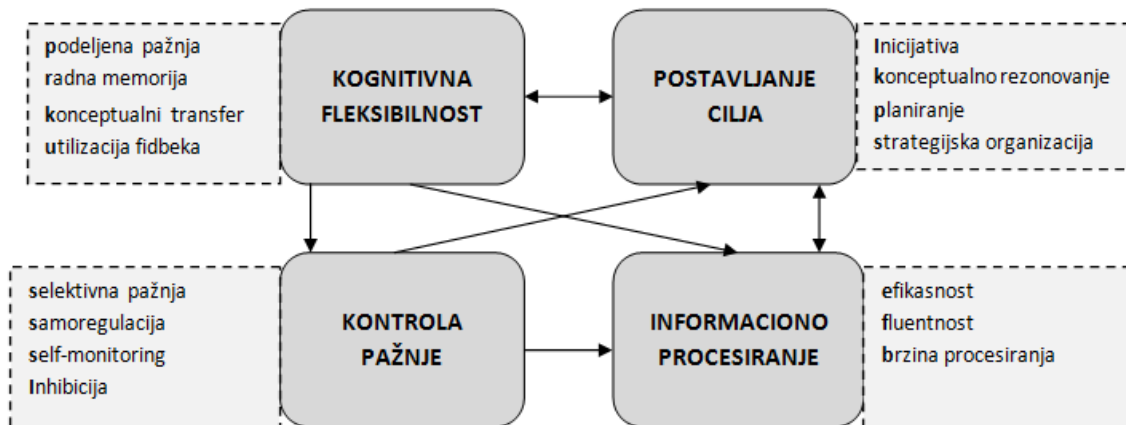 podeljena pažnja
radna memorija
konceptualni transfer
utilizacija fidbeka
KOGNITIVNA
FLEKSIBILNOST
POSTAVLJANJE
CILJA
Inicijativa
konceptualno rezonovanje
planiranje
strategijska organizacija
selektivna pažnja
samoregulacija
self-monitoring
Inhibicija
KONTROLA
PAŽNJE
INFORMACIONO
PROCESIRANJE
efikasnost
fluentnost
brzina procesiranja